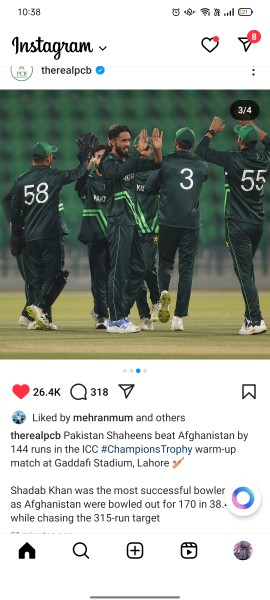 10:38
21
Instagram
8
PCB
therealpcb
3/4
58
PAKISTAN
3
55
26.4K 318
Liked by mehranmum and others
therealpcb Pakistan Shaheens beat Afghanistan by
144 runs in the ICC #ChampionsTrophy warm-up
match at Gaddafi Stadium, Lahore
Shadab Khan was the most successful bowler
as Afghanistan were bowled out for 170 in 38.
while chasing the 315-run target